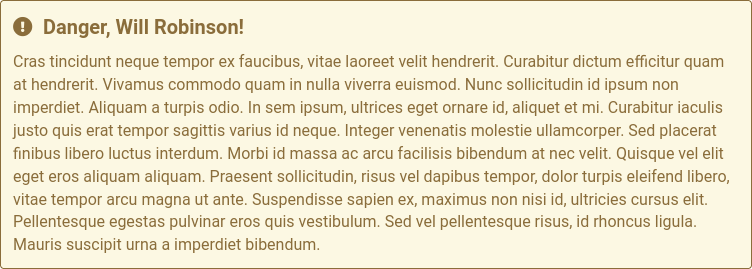 Danger, Will Robinson!
Cras tincidunt neque tempor ex faucibus, vitae laoreet velit hendrerit. Curabitur dictum efficitur quam
at hendrerit. Vivamus commodo quam in nulla viverra euismod. Nunc sollicitudin id ipsum non
imperdiet. Aliquam a turpis odio. In sem ipsum, ultrices eget ornare id, aliquet et mi. Curabitur iaculis
justo quis erat tempor sagittis varius id neque. Integer venenatis molestie ullamcorper. Sed placerat
finibus libero luctus interdum. Morbi id massa ac arcu facilisis bibendum at nec velit. Quisque vel elit
eget eros aliquam aliquam. Praesent sollicitudin, risus vel dapibus tempor, dolor turpis eleifend libero,
vitae tempor arcu magna ut ante. Suspendisse sapien ex, maximus non nisi id, ultricies cursus elit.
Pellentesque egestas pulvinar eros quis vestibulum. Sed vel pellentesque risus, id rhoncus ligula.
Mauris suscipit urna a imperdiet bibendum.